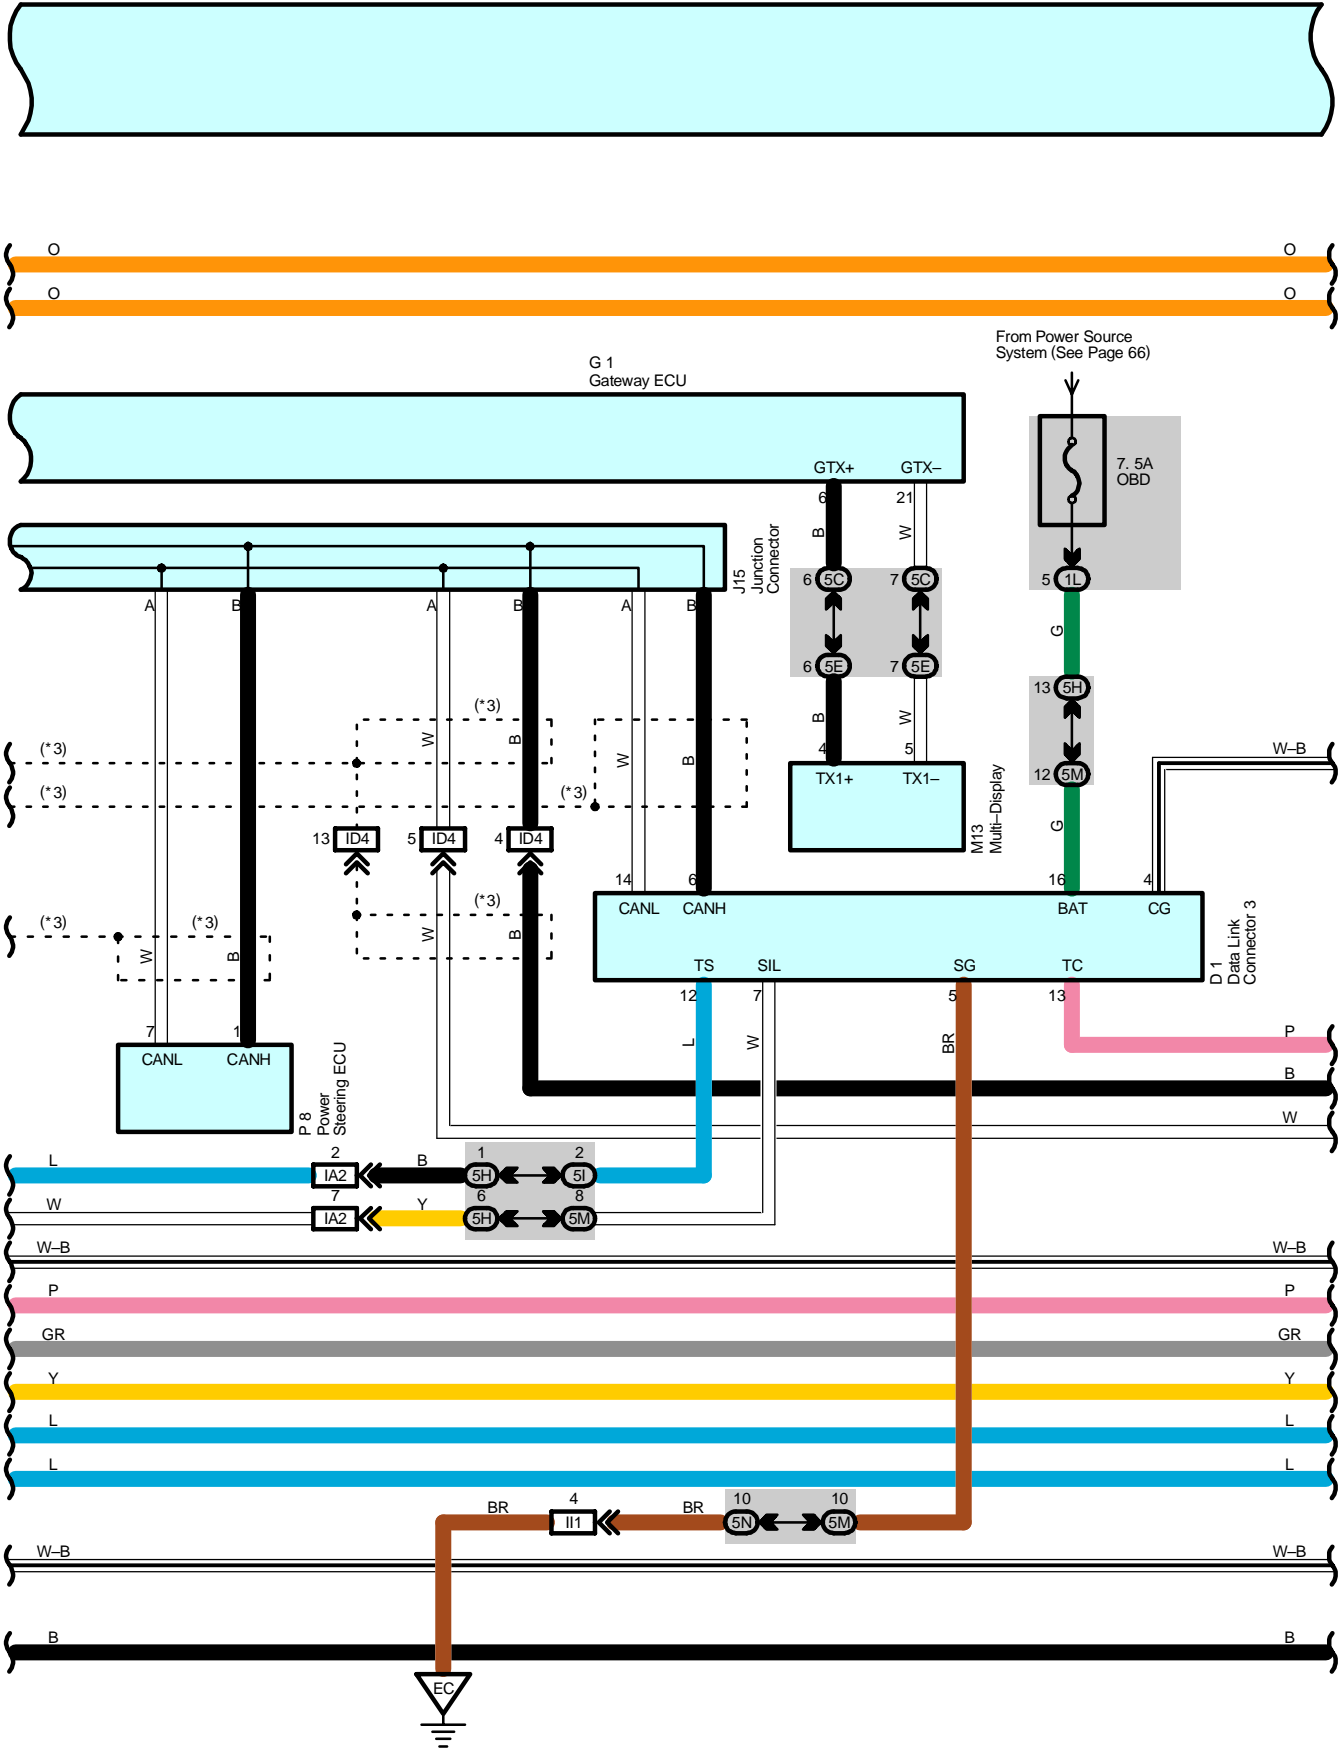 O O
O O
From Power Source
System (See Page 66)
G 1
Gateway ECU
GTX+ GTX–
7. 5A
OBD
6 21
B W
J15
Junction
Connector
6 5C 7 5C 5 1L
A B A B A B
G
6 5E 7 5E
13 5H
(*3)
B W
W B W B
(*3) 4 5 W–B
TX1+ TX1– 12 5M
(*3) (*3)
M13
Multi–Display
G
13 ID4 5 ID4 4 ID4
14 6 16 4
CANL CANH BAT CG
(*3)
(*3) (*3)
W B
W B
D 1
Data Link
Connector 3
TS SIL SG TC
12 7 5 13
7 1
L W BR P
CANL CANH
P 8
Power
Steering ECU
B
W
L 2 IA2 B 1 5H 2 5I
W 7 IA2 Y 6 5H 8 5M
W–B W–B
P P
GR GR
Y Y
L L
L L
BR 4 II1 BR 10 5N 10 5M
W–B W–B
B B
EC